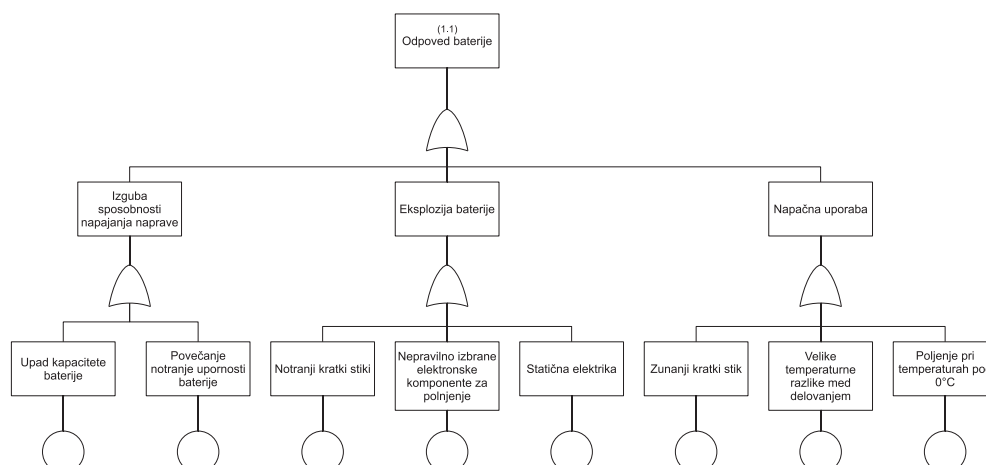 (1.1)
Odpoved baterije
Izguba
sposobnosti
napajanja naprave
Eksplozija baterije
Napačna uporaba
Upad kapacitete
baterije
Povečanje
notranje upornosti
baterije
Notranji kratki stiki
Nepravilno izbrane
elektronske
komponente za
polnjenje
Statična elektrika
Zunanji kratki stik
Velike
temperaturne
razlike med
delovanjem
Poljenje pri
temperaturah po
0°C